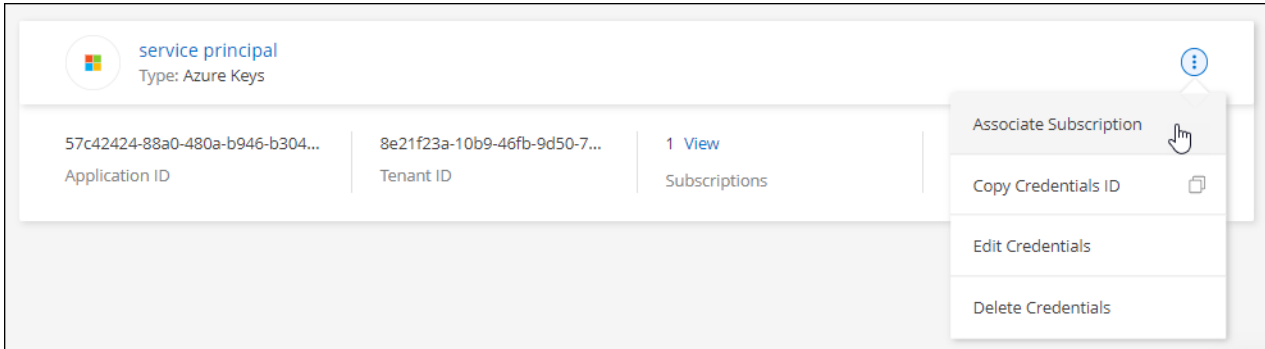 service principal
Type: Azure Keys
57c42424-88a0-480a-b946-b304...
Application ID
8e21f23a-10b9-46fb-9d50-7...
Tenant ID
1 View
Subscriptions
Associate Subscription
Copy Credentials ID
Edit Credentials
Delete Credentials